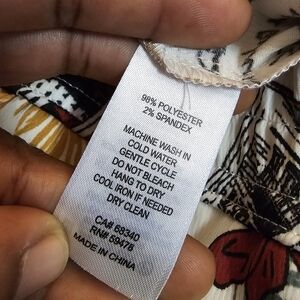 98% POLYESTER
2% SPANDEX
MACHINE WASH IN
COLD WATER
GENTLE CYCLE
DO NOT BLEACH
HANG TO DRY
COOL IRON IF NEEDED
DRY CLEAN
CA# 59340
RN# 59478
MADE IN CHINA